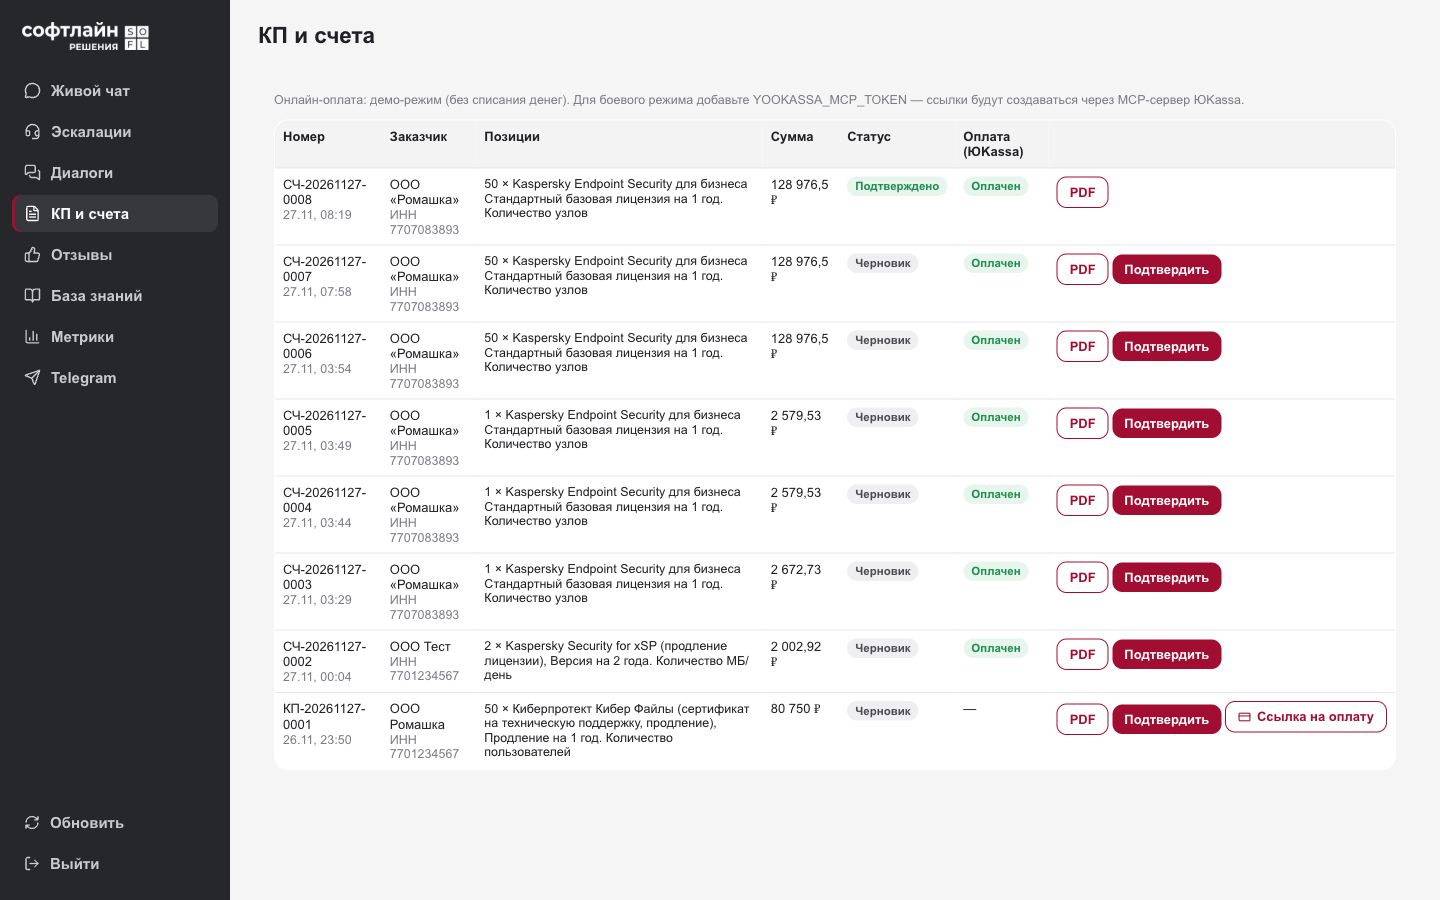 софтлайн
решения
SO
FL
Живой чат
Эскалации
Диалоги
КП и счета
Отзывы
База знаний
Метрики
Telegram
Обновить
Выйти
КП и счета
Онлайн-оплата: демо-режим (без списания денег). Для боевого режима добавьте YOOKASSA_MCP_TOKEN — ссылки будут создаваться через MCP-сервер ЮKassa.
Номер
Заказчик
Позиции
Сумма
Статус
Оплата
(ЮKassa)
СЧ-20261127-
0008
27.11, 08:19
ООО
«Ромашка»
ИНН
7707083893
50 × Kaspersky Endpoint Security для бизнеса
Стандартный базовая лицензия на 1 год.
Количество узлов
128 976,5
₽
Подтверждено
Оплачен
PDF
СЧ-20261127-
0007
27.11, 07:58
ООО
«Ромашка»
ИНН
7707083893
50 × Kaspersky Endpoint Security для бизнеса
Стандартный базовая лицензия на 1 год.
Количество узлов
128 976,5
₽
Черновик
Оплачен
PDF
Подтвердить
СЧ-20261127-
0006
27.11, 03:54
ООО
«Ромашка»
ИНН
7707083893
50 × Kaspersky Endpoint Security для бизнеса
Стандартный базовая лицензия на 1 год.
Количество узлов
128 976,5
₽
Черновик
Оплачен
PDF
Подтвердить
СЧ-20261127-
0005
27.11, 03:49
ООО
«Ромашка»
ИНН
7707083893
1 × Kaspersky Endpoint Security для бизнеса
Стандартный базовая лицензия на 1 год.
Количество узлов
2 579,53
₽
Черновик
Оплачен
PDF
Подтвердить
СЧ-20261127-
0004
27.11, 03:44
ООО
«Ромашка»
ИНН
7707083893
1 × Kaspersky Endpoint Security для бизнеса
Стандартный базовая лицензия на 1 год.
Количество узлов
2 579,53
₽
Черновик
Оплачен
PDF
Подтвердить
СЧ-20261127-
0003
27.11, 03:29
ООО
«Ромашка»
ИНН
7707083893
1 × Kaspersky Endpoint Security для бизнеса
Стандартный базовая лицензия на 1 год.
Количество узлов
2 672,73
₽
Черновик
Оплачен
PDF
Подтвердить
СЧ-20261127-
0002
27.11, 00:04
ООО Тест
ИНН
7701234567
2 × Kaspersky Security for xSP (продление
лицензии), Версия на 2 года. Количество МБ/
день
2 002,92
₽
Черновик
Оплачен
PDF
Подтвердить
КП-20261127-
0001
26.11, 23:50
ООО
Ромашка
ИНН
7701234567
50 × Киберпротект Кибер Файлы (сертификат
на техническую поддержку, продление),
Продление на 1 год. Количество
пользователей
80 750 ₽
Черновик
—
PDF
Подтвердить
Ссылка на оплату